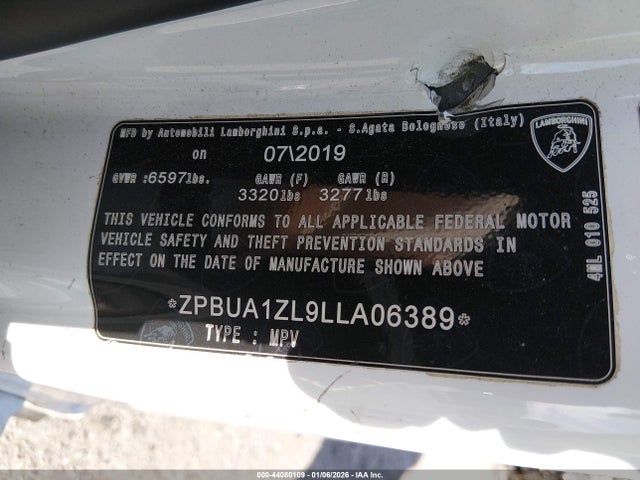 MFD by Automobili Lamborghini S.p.a. - S.Agata Bolognese (Italy)
on 07\2019
GVWR :6597lbs. GAWR (F) GAWR (R)
3320lbs 3277lbs
THIS VEHICLE CONFORMS TO ALL APPLICABLE FEDERAL MOTOR
VEHICLE SAFETY AND THEFT PREVENTION STANDARDS IN
EFFECT ON THE DATE OF MANUFACTURE SHOWN ABOVE
*ZPBUA1ZL9LLA06389*
TYPE : MPV
LAMBORGHINI
4ML 010 525
000-44080109 - 01/06/2026 - IAA Inc.